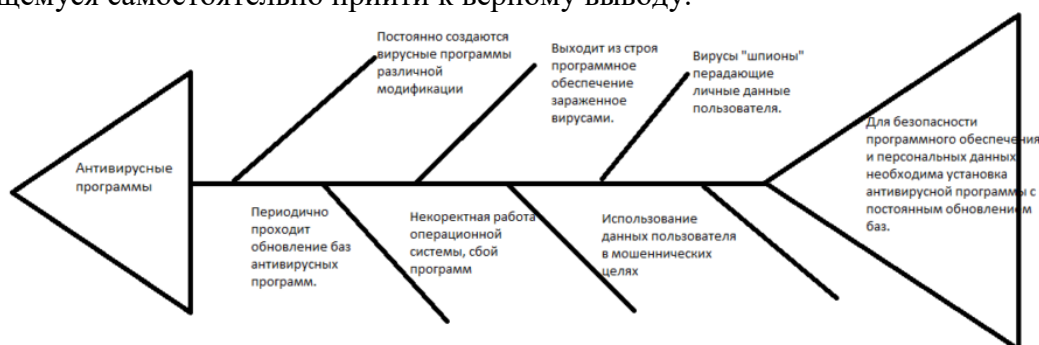 щемуся самостоятельно прийти к верному выводу.
Постоянно создаются
вирусные программы
различной
модификации
Выходит из строя
программное
обеспечение
зараженное
вирусами.
Вирусы "шпионы"
перадающие
личные данные
пользователя.
Антивирусные
программы
Для безопасности
программного обеспечения
и персональных данных
необходима установка
антивирусной программы с
постоянным обновлением
баз.
Периодично
проходит
обновление баз
антивирусных
программ.
Некоректная работа
операционной
системы, сбой
программ
Использование
данных пользователя
в мошеннических
целях